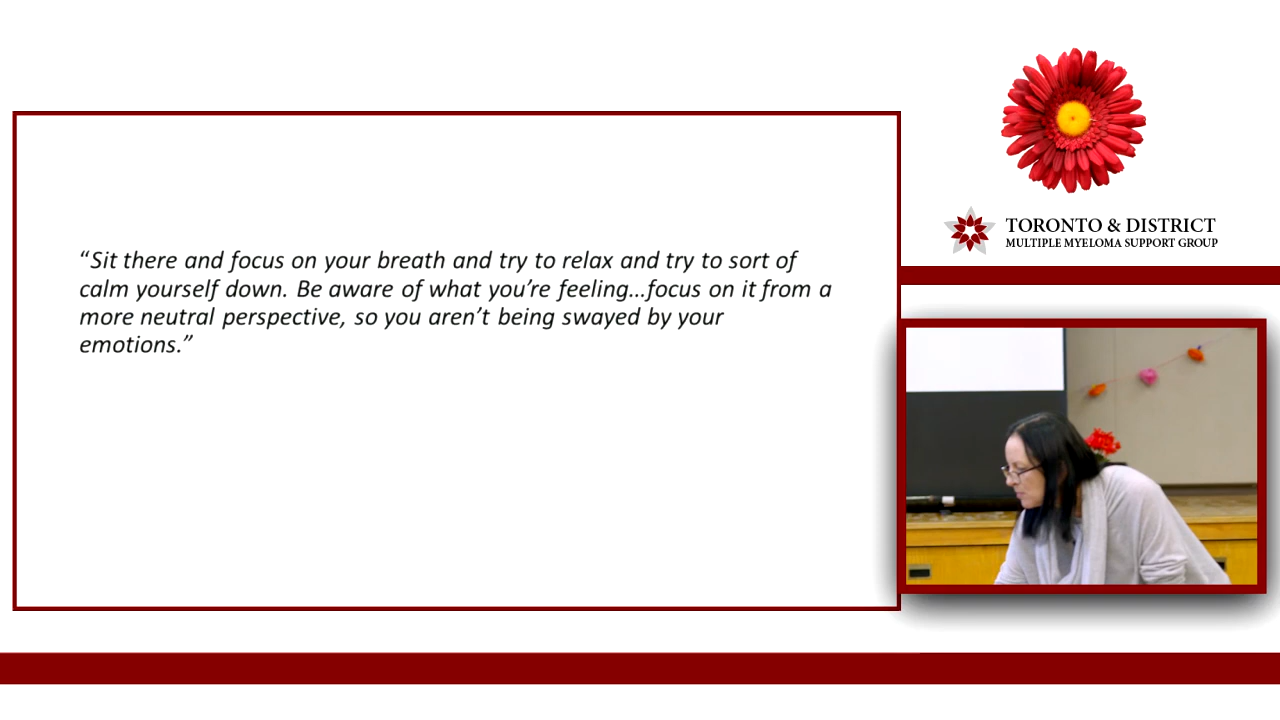 “Sit there and focus on your breath and try to relax and try to sort of
calm yourself down. Be aware of what you’re feeling…focus on it from a
more neutral perspective, so you aren’t being swayed by your
emotions.”
TORONTO & DISTRICT
MULTIPLE MYELOMA SUPPORT GROUP